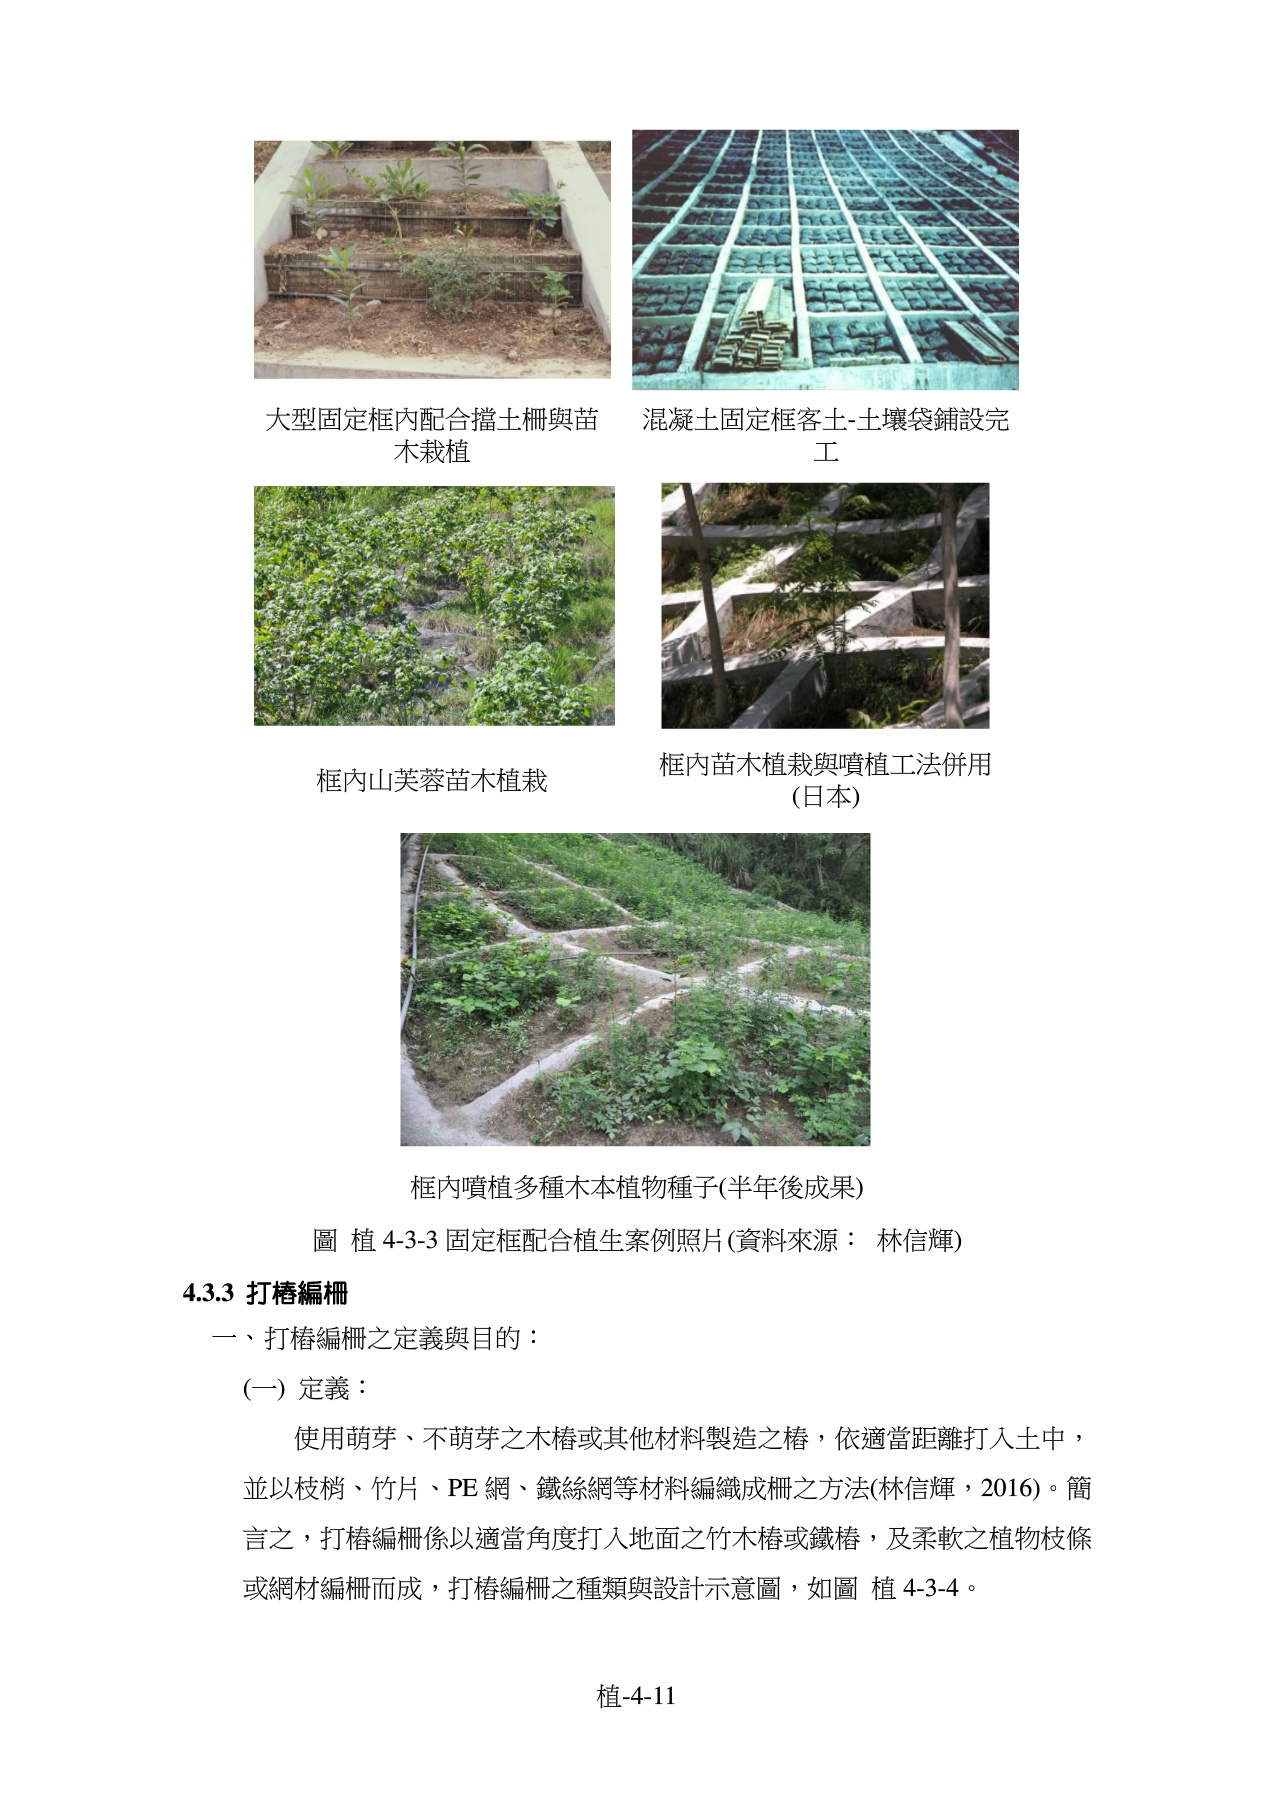 大型固定框內配合擋土柵與苗
木栽植
混凝土固定框客土-土壤袋鋪設完
工
框內山芙蓉苗木植栽
框內苗木植栽與噴植工法併用
(日本)
框內噴植多種木本植物種子(半年後成果)
圖 植 4-3-3 固定框配合植生案例照片(資料來源： 林信輝)
4.3.3 打樁編柵
一、打樁編柵之定義與目的：
(一) 定義：
使用萌芽、不萌芽之木樁或其他材料製造之樁，依適當距離打入土中，
並以枝梢、竹片、PE 網、鐵絲網等材料編織成柵之方法(林信輝，2016)。簡
言之，打樁編柵係以適當角度打入地面之竹木樁或鐵樁，及柔軟之植物枝條
或網材編柵而成，打樁編柵之種類與設計示意圖，如圖 植 4-3-4。
植-4-11